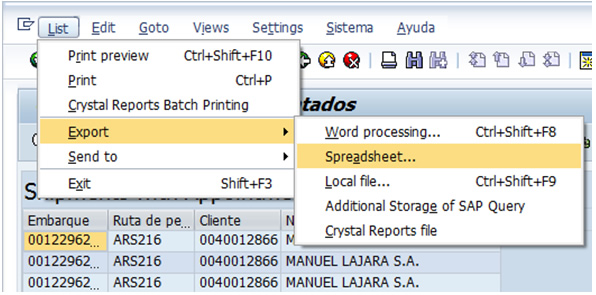 List Edit Goto Views Settings Sistema Ayuda
Print preview Ctrl+Shift+F10
Print Ctrl+P
Crystal Reports Batch Printing
tados
Export
Word processing... Ctrl+Shift+F8
Send to
Spreadsheet...
Exit Shift+F3
Local file... Ctrl+Shift+F9
Additional Storage of SAP Query
Crystal Reports file
Embarque Ruta de pe... Cliente N
00122962... ARS216 0040012866 M
00122962... ARS216 0040012866 MANUEL LAJARA S.A.
00122962... ARS216 0040012866 MANUEL LAJARA S.A.